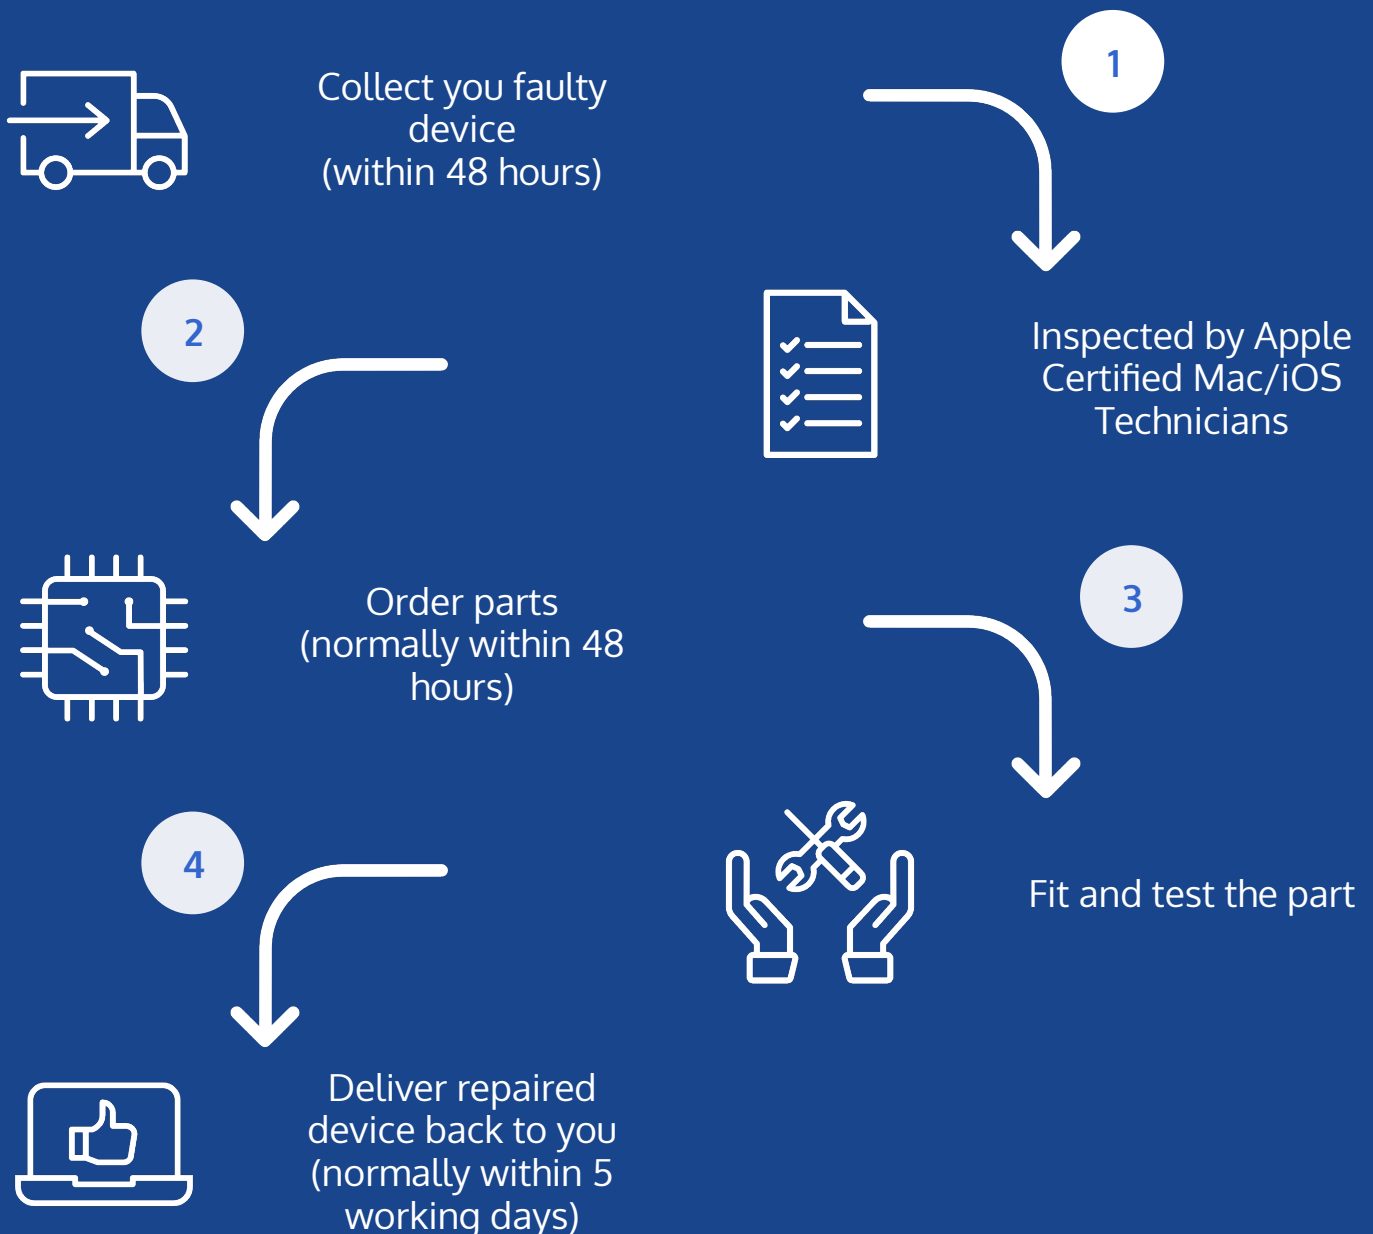 Collect you faulty
device
(within 48 hours)
1
Inspected by Apple
Certified Mac/iOS
Technicians
2
Order parts
(normally within 48
hours)
3
Fit and test the part
4
Deliver repaired
device back to you
(normally within 5
working days)